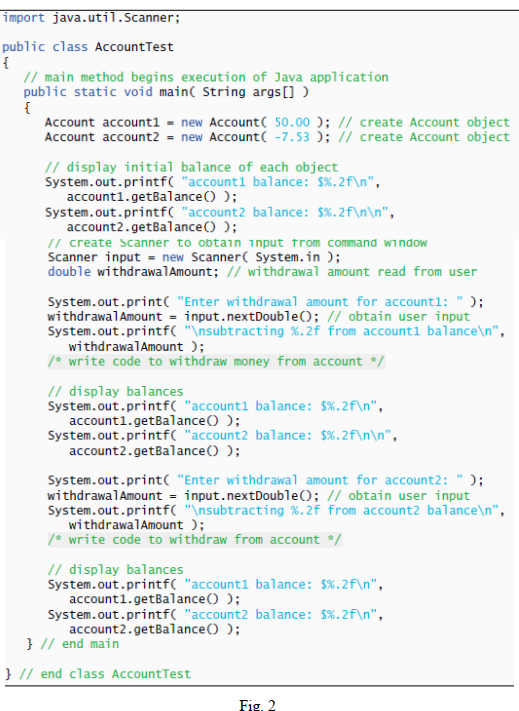 import java.util.Scanner;
public class AccountTest
{
// main method begins execution of Java application
public static void main( String args[] )
{
Account account1 = new Account( 50.00 ); // create Account object
Account account2 = new Account( -7.53 ); // create Account object
// display initial balance of each object
System.out.printf( "account1 balance: $%.2f\n",
account1.getBalance() );
System.out.printf( "account2 balance: $%.2f\n\n",
account2.getBalance() );
// create Scanner to obtain input from command window
Scanner input = new Scanner( System.in );
double withdrawalAmount; // withdrawal amount read from user
System.out.print( "Enter withdrawal amount for account1: " );
withdrawalAmount = input.nextDouble(); // obtain user input
System.out.printf( "\nsubtracting %.2f from account1 balance\n",
withdrawalAmount );
/* write code to withdraw money from account */
// display balances
System.out.printf( "account1 balance: $%.2f\n",
account1.getBalance() );
System.out.printf( "account2 balance: $%.2f\n\n",
account2.getBalance() );
System.out.print( "Enter withdrawal amount for account2: " );
withdrawalAmount = input.nextDouble(); // obtain user input
System.out.printf( "\nsubtracting %.2f from account2 balance\n",
withdrawalAmount );
/* write code to withdraw from account */
// display balances
System.out.printf( "account1 balance: $%.2f\n",
account1.getBalance() );
System.out.printf( "account2 balance: $%.2f\n",
account2.getBalance() );
} // end main
} // end class AccountTest
Fig. 2